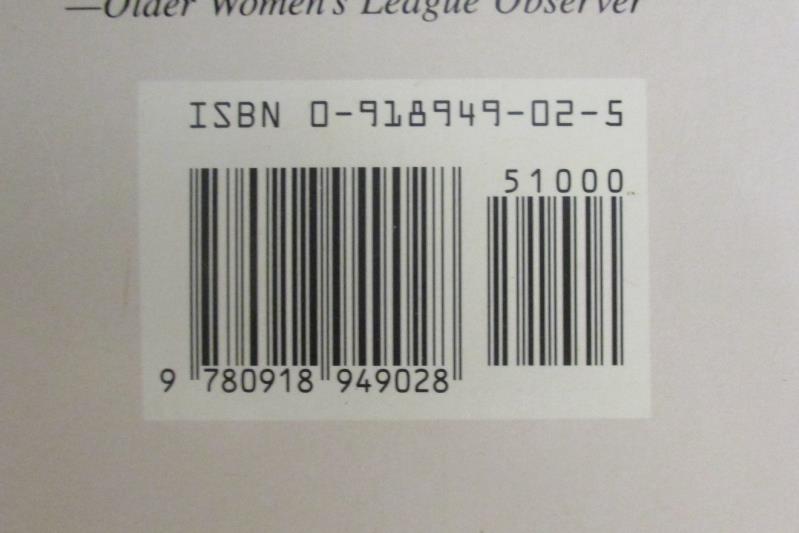 —Older Women's League Observer
ISBN 0-918949-02-5
51000
9 780918 949028